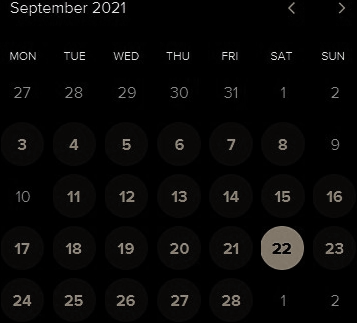 September 2021
MON TUE WED THU FRI SAT SUN
27 28 29 30 31 1 2
3 4 5 6 7 8 9
10 11 12 13 14 15 16
17 18 19 20 21 22 23
24 25 26 27 28 1 2